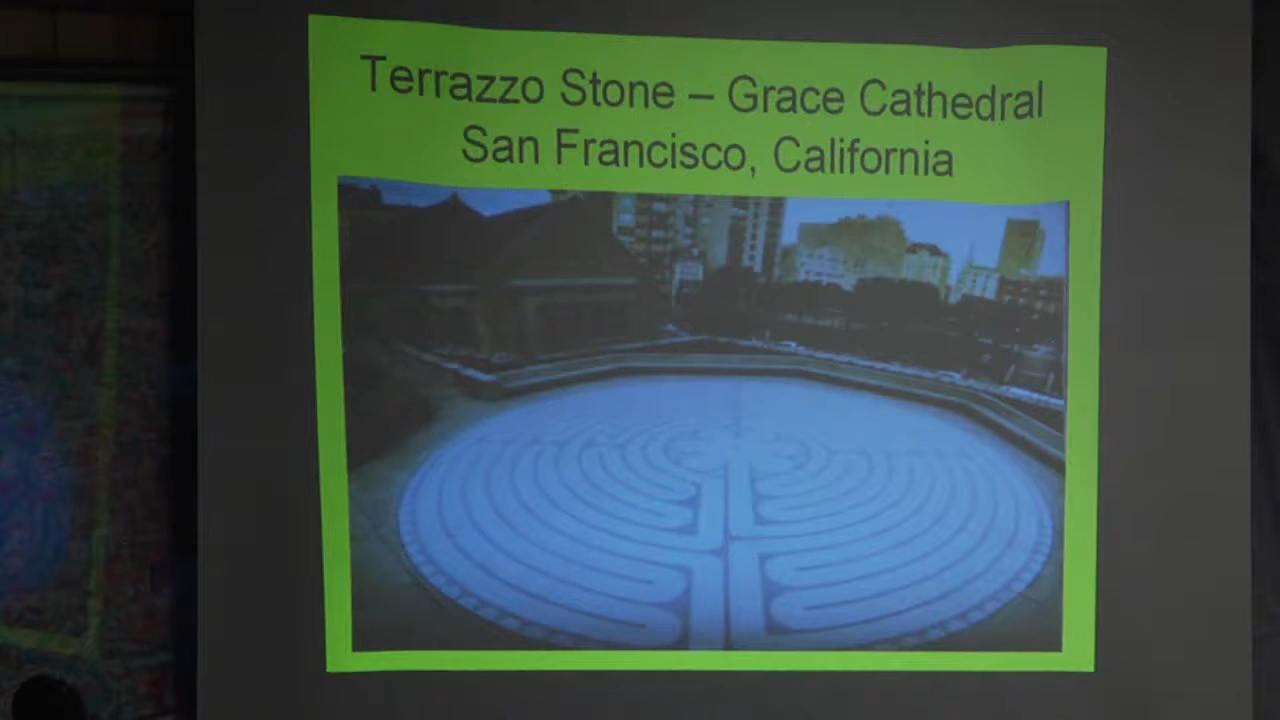 Terrazzo Stone – Grace Cathedral
San Francisco, California